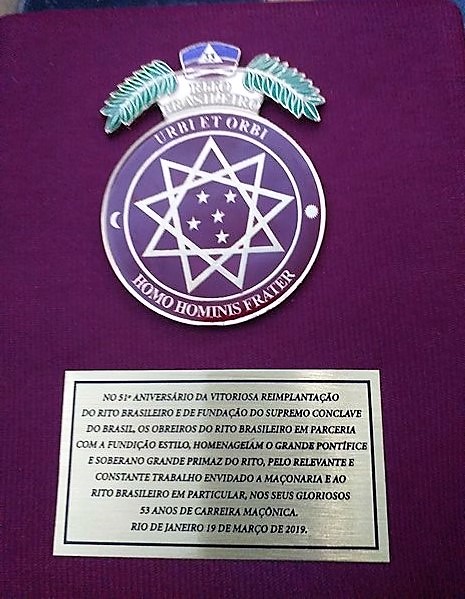 33
RITO
BRASILEIRO
URBI ET ORBI
HOMO HOMINIS FRATER
NO 51º ANIVERSÁRIO DA VITORIOSA REIMPLANTAÇÃO
DO RITO BRASILEIRO E DE FUNDAÇÃO DO SUPREMO CONCLAVE
DO BRASIL, OS OBREIROS DO RITO BRASILEIRO EM PARCERIA
COM A FUNDIÇÃO ESTILO, HOMENAGEIAM O GRANDE PONTÍFICE
E SOBERANO GRANDE PRIMAZ DO RITO, PELO RELEVANTE E
CONSTANTE TRABALHO ENVIDADO A MAÇONARIA E AO
RITO BRASILEIRO EM PARTICULAR, NOS SEUS GLORIOSOS
53 ANOS DE CARREIRA MAÇÔNICA.
RIO DE JANEIRO 19 DE MARÇO DE 2019.